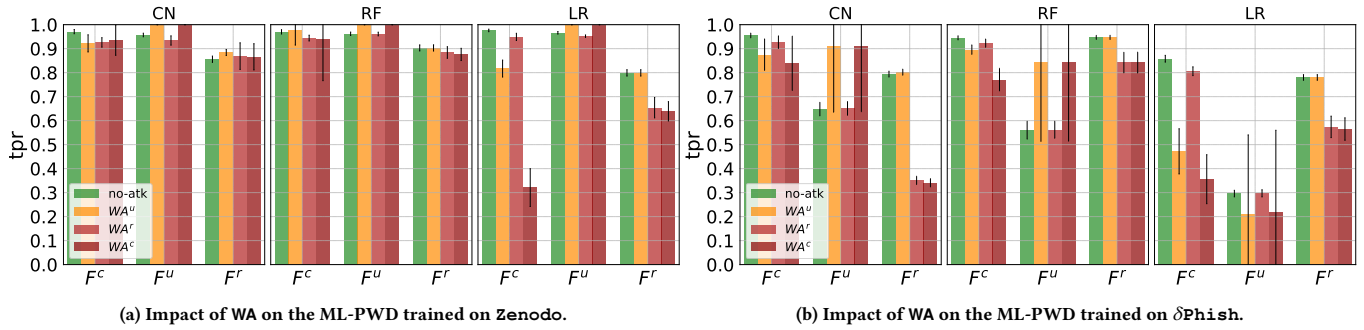 CN RF LR
1.0
0.9
0.8
0.7
0.6
0.5
0.4
0.3
0.2
0.1
0.0
tpr
no-atk
WA^u
WA^r
WA^c
F^c F^u F^r F^c F^u F^r F^c F^u F^r
(a) Impact of WA on the ML-PWD trained on Zenodo.
CN RF LR
1.0
0.9
0.8
0.7
0.6
0.5
0.4
0.3
0.2
0.1
0.0
tpr
no-atk
WA^u
WA^r
WA^c
F^c F^u F^r F^c F^u F^r F^c F^u F^r
(b) Impact of WA on the ML-PWD trained on δPhish.